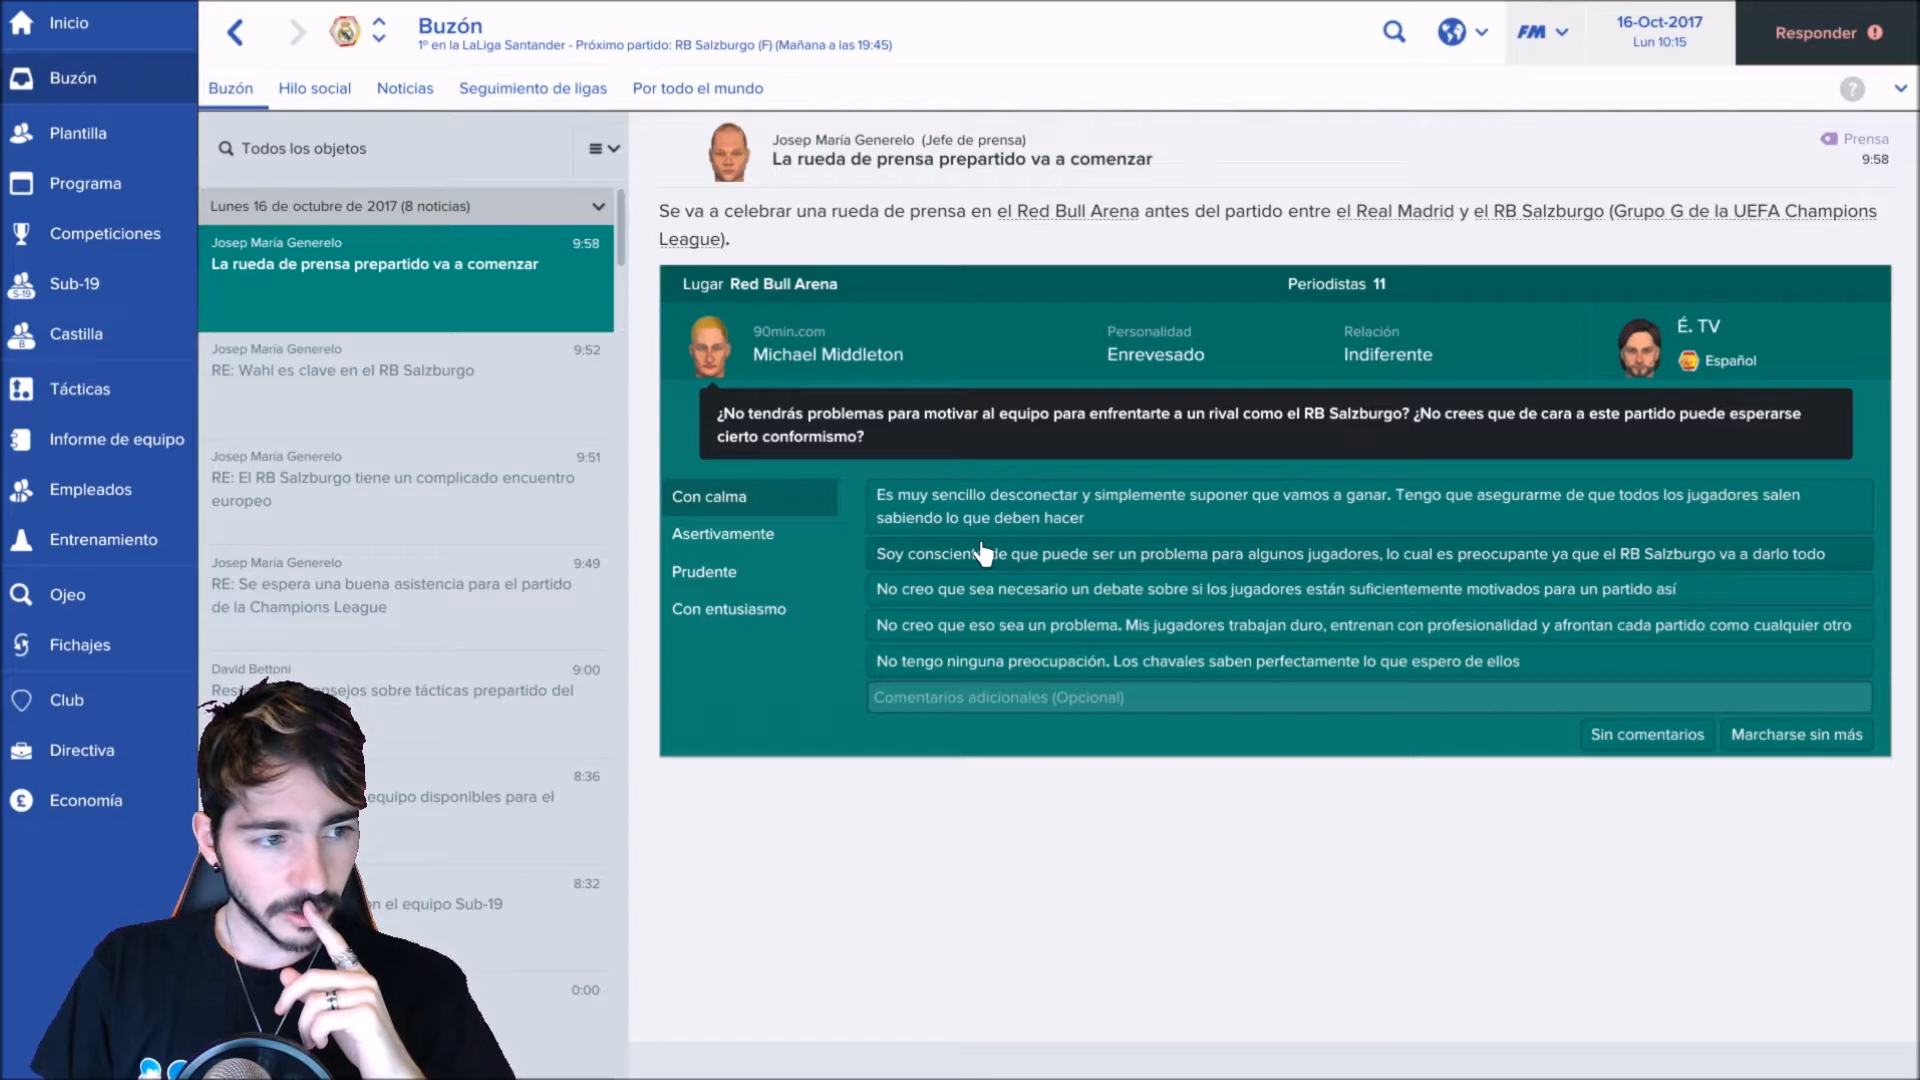 Inicio
Buzón
Plantilla
Programa
Competiciones
S-19
Sub-19
B
Castilla
Tácticas
Informe de equipo
Empleados
Entrenamiento
Ojeo
Fichajes
Club
Directiva
£
Economía
Buzón
1º en la LaLiga Santander - Próximo partido: RB Salzburgo (F) (Mañana a las 19:45)
FM
16-Oct-2017
Lun 10:15
Responder
Buzón
Hilo social
Noticias
Seguimiento de ligas
Por todo el mundo
?
Todos los objetos
Lunes 16 de octubre de 2017 (8 noticias)
Josep María Generelo 9:58
La rueda de prensa prepartido va a comenzar
Josep María Generelo 9:52
RE: Wahl es clave en el RB Salzburgo
Josep María Generelo 9:51
RE: El RB Salzburgo tiene un complicado encuentro
europeo
Josep María Generelo 9:49
RE: Se espera una buena asistencia para el partido
de la Champions League
David Bettoni 9:00
sobre tácticas prepartido del
8:36
equipo disponibles para el
8:32
en el equipo Sub-19
0:00
Josep María Generelo (Jefe de prensa)
La rueda de prensa prepartido va a comenzar
Prensa
9:58
Se va a celebrar una rueda de prensa en el Red Bull Arena antes del partido entre el Real Madrid y el RB Salzburgo (Grupo G de la UEFA Champions
League).
Lugar Red Bull Arena
Periodistas 11
90min.com
Michael Middleton
Personalidad
Enrevesado
Relación
Indiferente
É. TV
Español
¿No tendrás problemas para motivar al equipo para enfrentarte a un rival como el RB Salzburgo? ¿No crees que de cara a este partido puede esperarse
cierto conformismo?
Con calma
Asertivamente
Prudente
Con entusiasmo
Es muy sencillo desconectar y simplemente suponer que vamos a ganar. Tengo que asegurarme de que todos los jugadores salen
sabiendo lo que deben hacer
Soy consciente de que puede ser un problema para algunos jugadores, lo cual es preocupante ya que el RB Salzburgo va a darlo todo
No creo que sea necesario un debate sobre si los jugadores están suficientemente motivados para un partido así
No creo que eso sea un problema. Mis jugadores trabajan duro, entrenan con profesionalidad y afrontan cada partido como cualquier otro
No tengo ninguna preocupación. Los chavales saben perfectamente lo que espero de ellos
Comentarios adicionales (Opcional)
Sin comentarios
Marcharse sin más